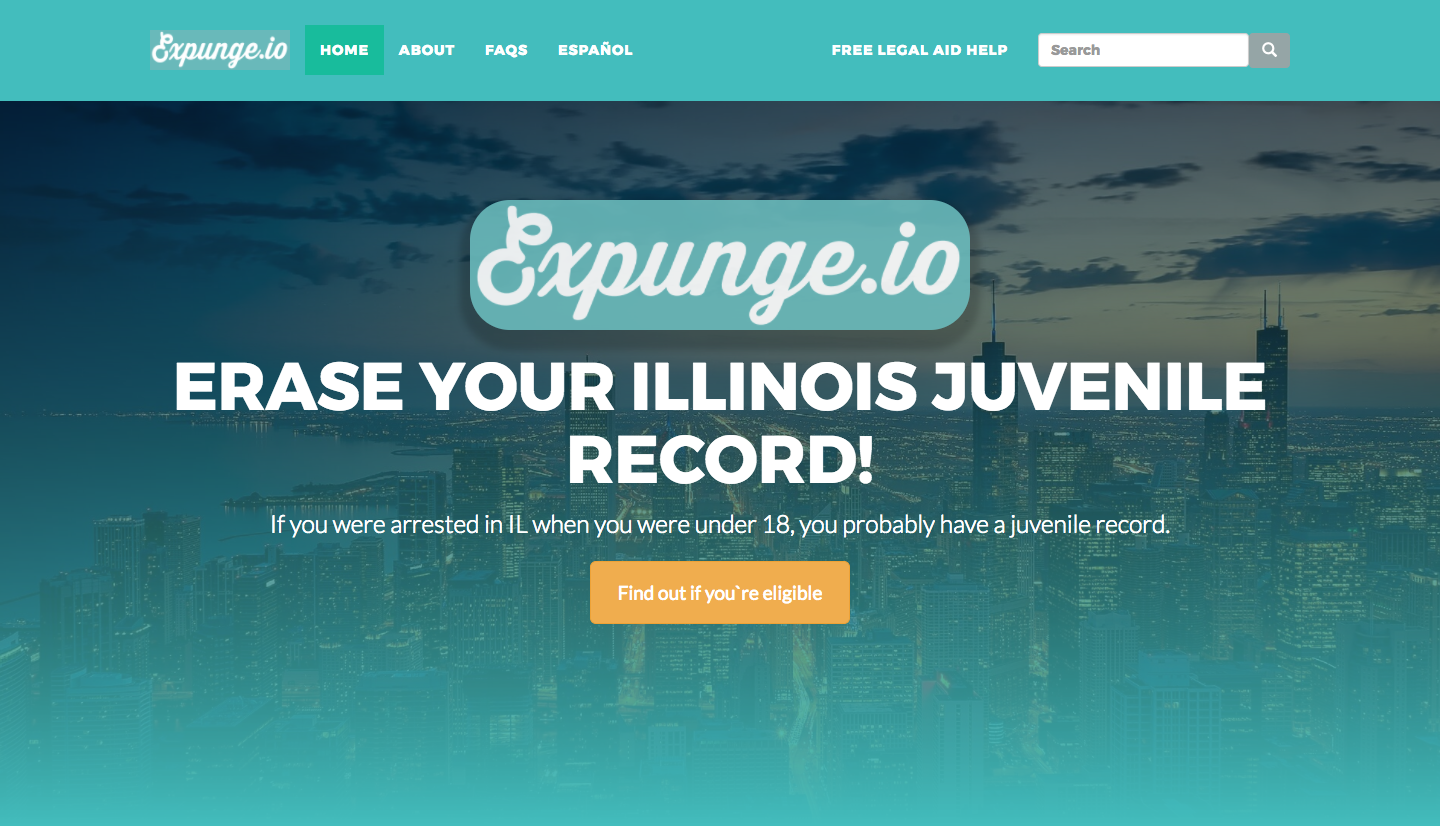 Expunge.io HOME ABOUT FAQS ESPAÑOL FREE LEGAL AID HELP Search
Expunge.io
ERASE YOUR ILLINOIS JUVENILE
RECORD!
If you were arrested in IL when you were under 18, you probably have a juvenile record.
Find out if you`re eligible